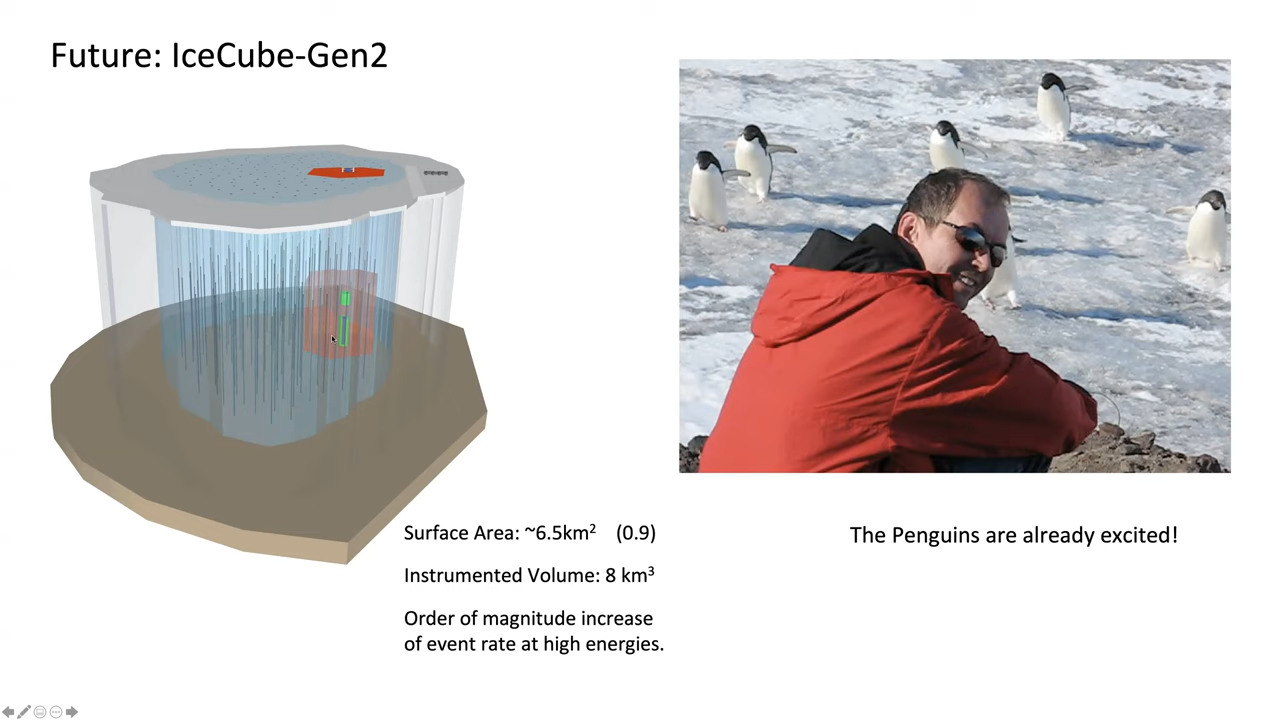 Future: IceCube-Gen2
Surface Area: ~6.5km² (0.9)
Instrumented Volume: 8 km³
Order of magnitude increase
of event rate at high energies.
The Penguins are already excited!